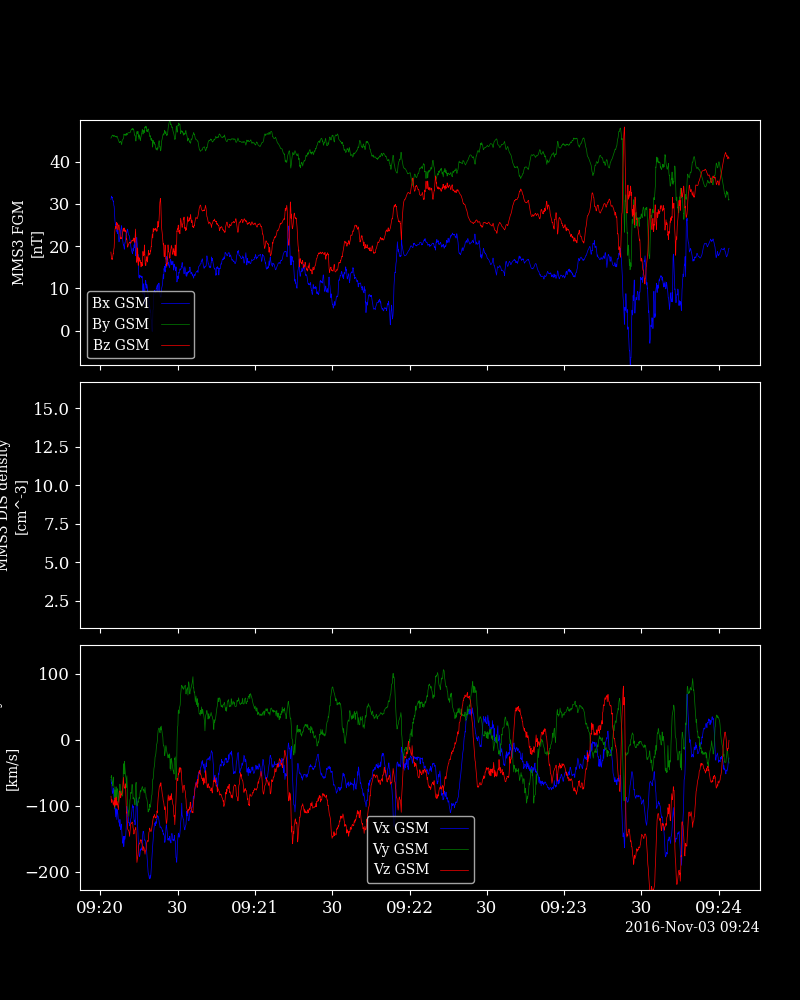 MMS3 FGM
[nT]
40
30
20
10
0
Bx GSM
By GSM
Bz GSM
MMS3 DIS density
[cm^-3]
15.0
12.5
10.0
7.5
5.0
2.5
[km/s]
100
0
−100
−200
Vx GSM
Vy GSM
Vz GSM
09:20 30 09:21 30 09:22 30 09:23 30 09:24
2016-Nov-03 09:24